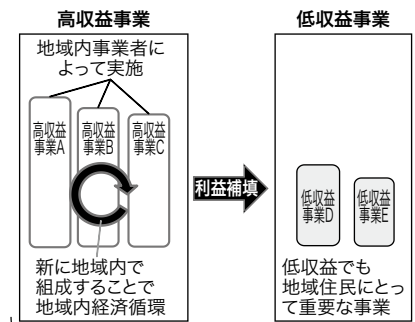 高収益事業
地域内事業者に
よって実施
高収益
事業A
高収益
事業B
高収益
事業C
新に地域内で
組成することで
地域内経済循環
利益補填
低収益事業
低収益
事業D
低収益
事業E
低収益でも
地域住民にとっ
て重要な事業